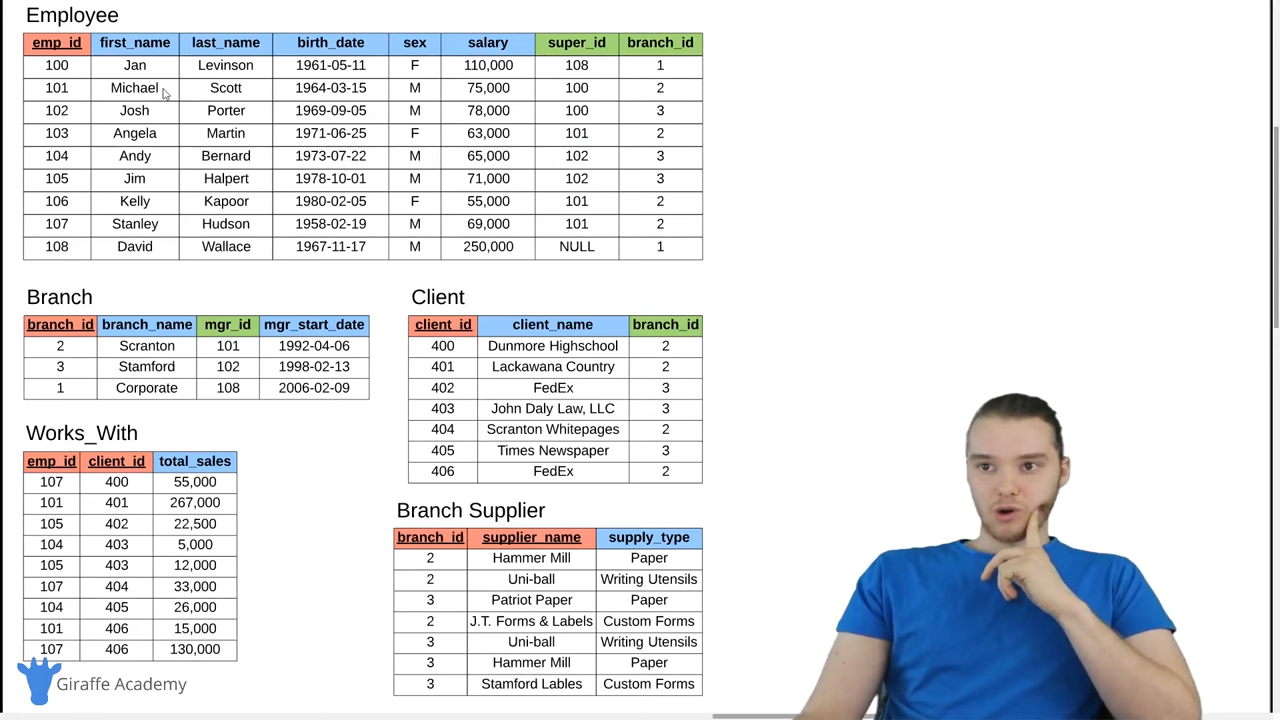 Employee
emp_id first_name last_name birth_date sex salary super_id branch_id
100 Jan Levinson 1961-05-11 F 110,000 108 1
101 Michael Scott 1964-03-15 M 75,000 100 2
102 Josh Porter 1969-09-05 M 78,000 100 3
103 Angela Martin 1971-06-25 F 63,000 101 2
104 Andy Bernard 1973-07-22 M 65,000 102 3
105 Jim Halpert 1978-10-01 M 71,000 102 3
106 Kelly Kapoor 1980-02-05 F 55,000 101 2
107 Stanley Hudson 1958-02-19 M 69,000 101 2
108 David Wallace 1967-11-17 M 250,000 NULL 1
Branch
branch_id branch_name mgr_id mgr_start_date
2 Scranton 101 1992-04-06
3 Stamford 102 1998-02-13
1 Corporate 108 2006-02-09
Client
client_id client_name branch_id
400 Dunmore Highschool 2
401 Lackawana Country 2
402 FedEx 3
403 John Daly Law, LLC 3
404 Scranton Whitepages 2
405 Times Newspaper 3
406 FedEx 2
Works_With
emp_id client_id total_sales
107 400 55,000
101 401 267,000
105 402 22,500
104 403 5,000
105 403 12,000
107 404 33,000
104 405 26,000
101 406 15,000
107 406 130,000
Branch Supplier
branch_id supplier_name supply_type
2 Hammer Mill Paper
2 Uni-ball Writing Utensils
3 Patriot Paper Paper
2 J.T. Forms & Labels Custom Forms
3 Uni-ball Writing Utensils
3 Hammer Mill Paper
3 Stamford Lables Custom Forms
Giraffe Academy